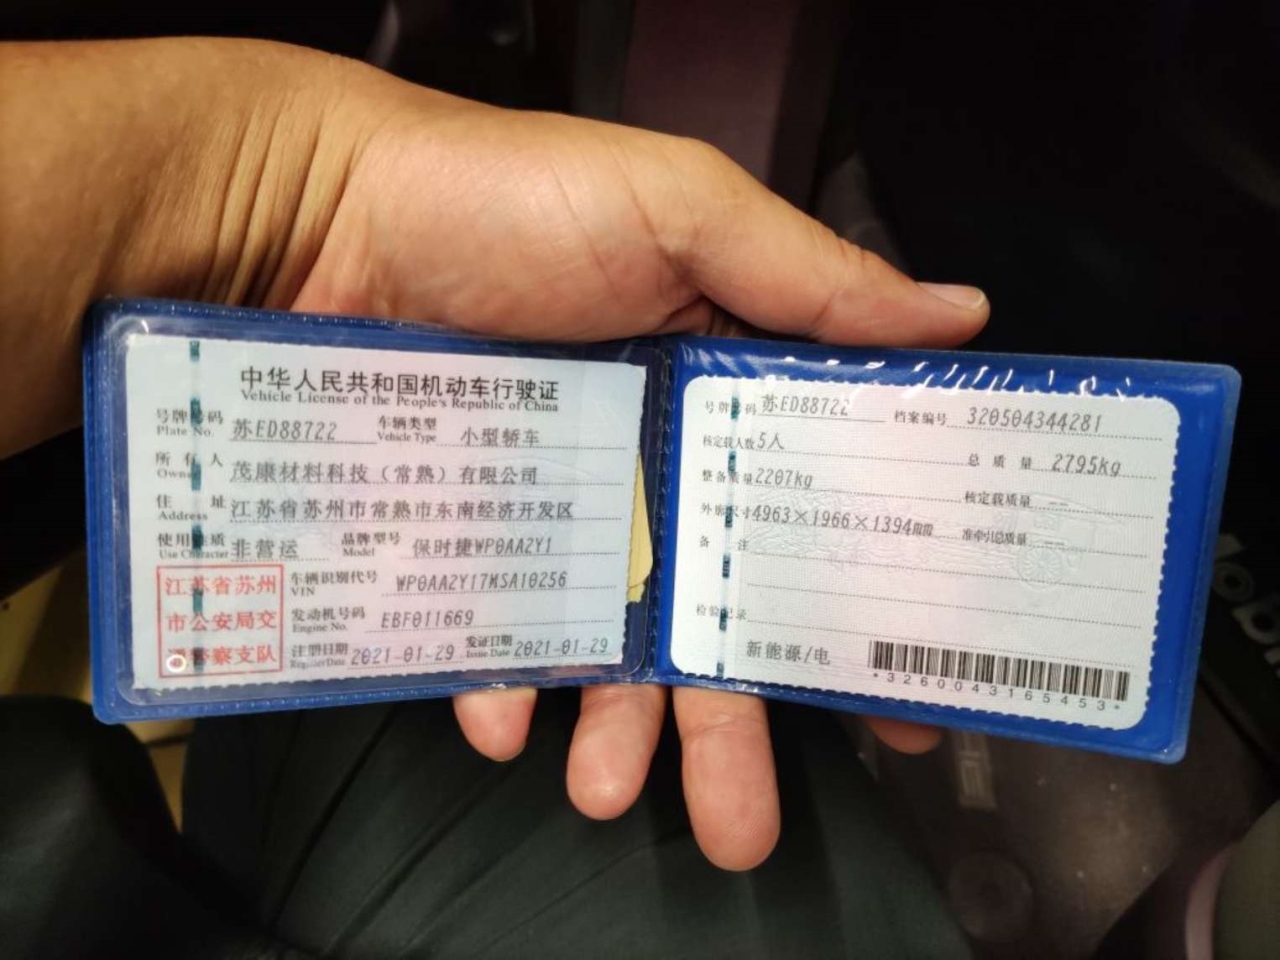 中华人民共和国机动车行驶证
Vehicle License of the People's Republic of China
号牌号码 苏ED88722 车辆类型 小型轿车
Plate No. Vehicle Type
所有人 茂康材料科技（常熟）有限公司
Owner
住址 江苏省苏州市常熟市东南经济开发区
Address
使用性质 非营运 品牌型号 保时捷WP0AA2Y1
Use Character Model
江苏省苏州
市公安局交
通警察支队
车辆识别代号 WP0AA2Y17MSA10256
VIN
发动机号码 EBF011669
Engine No.
注册日期 2021-01-29 发证日期 2021-01-29
Register Date Issue Date
号牌号码 苏ED88722 档案编号 320504344281
核定载人数 5人 总质量 2795kg
整备质量 2207kg 核定载质量 --
外廓尺寸 4963×1966×1394mm 准牵引总质量 --
备注
检验记录
新能源/电
*3260043165453*